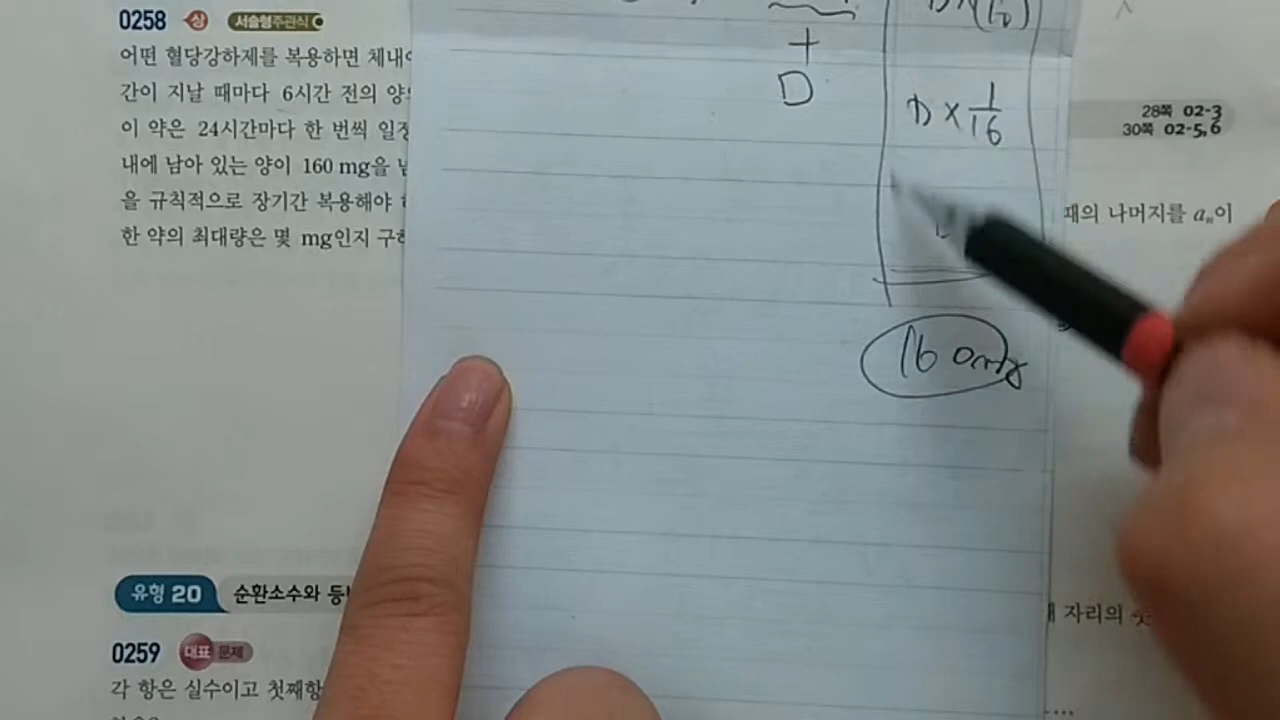 0258 상 서술형주관식
어떤 혈당강하제를 복용하면 체내
간이 지날 때마다 6시간 전의 양
이 약은 24시간마다 한 번씩 일정
내에 남아 있는 양이 160 mg을
을 규칙적으로 장기간 복용해야
한 약의 최대량은 몇 mg인지 구하
+
D
D × 1/16
160mg
28쪽 02-3
30쪽 02-5, 6
패의 나머지를 aₙ이
유형 20 순환소수와
자리의
0259 대표 문제
각 항은 실수이고 첫째항